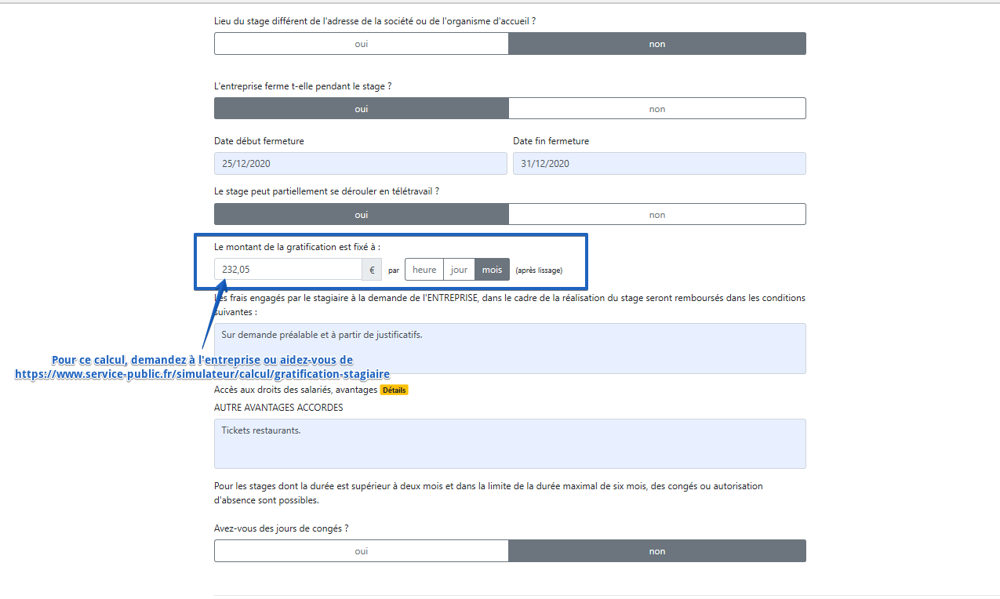 Lieu du stage différent de l'adresse de la société ou de l'organisme d'accueil ?
oui non
L'entreprise ferme t-elle pendant le stage ?
oui non
Date début fermeture Date fin fermeture
25/12/2020 31/12/2020
Le stage peut partiellement se dérouler en télétravail ?
oui non
Le montant de la gratification est fixé à :
232,05 € par heure jour mois (après lissage)
Les frais engagés par le stagiaire à la demande de l'ENTREPRISE, dans le cadre de la réalisation du stage seront remboursés dans les conditions
suivantes :
Sur demande préalable et à partir de justificatifs.
Pour ce calcul, demandez à l'entreprise ou aidez-vous de
https://www.service-public.fr/simulateur/calcul/gratification-stagiaire
Accès aux droits des salariés, avantages Détails
AUTRE AVANTAGES ACCORDES
Tickets restaurants.
Pour les stages dont la durée est supérieur à deux mois et dans la limite de la durée maximal de six mois, des congés ou autorisation
d'absence sont possibles.
Avez-vous des jours de congés ?
oui non